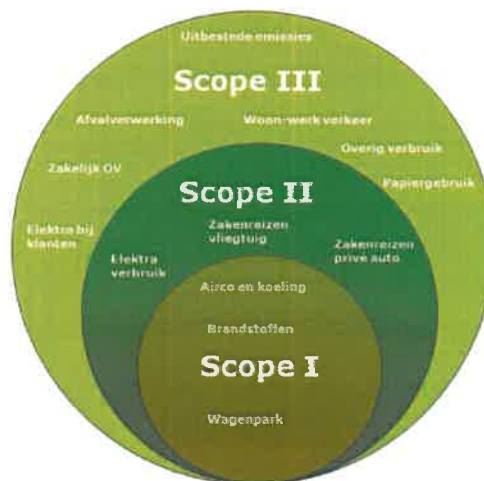 Uitbestede emissies
Scope III
Afvalverwerking
Woon-werk verkeer
Overig verbruik
Zakelijk OV
Papiergebruik
Scope II
Elektra bij
klanten
Zakenreizen
vliegtuig
Zakenreizen
privé auto
Elektra
verbruik
Airco en koeling
Brandstoffen
Scope I
Wagenpark